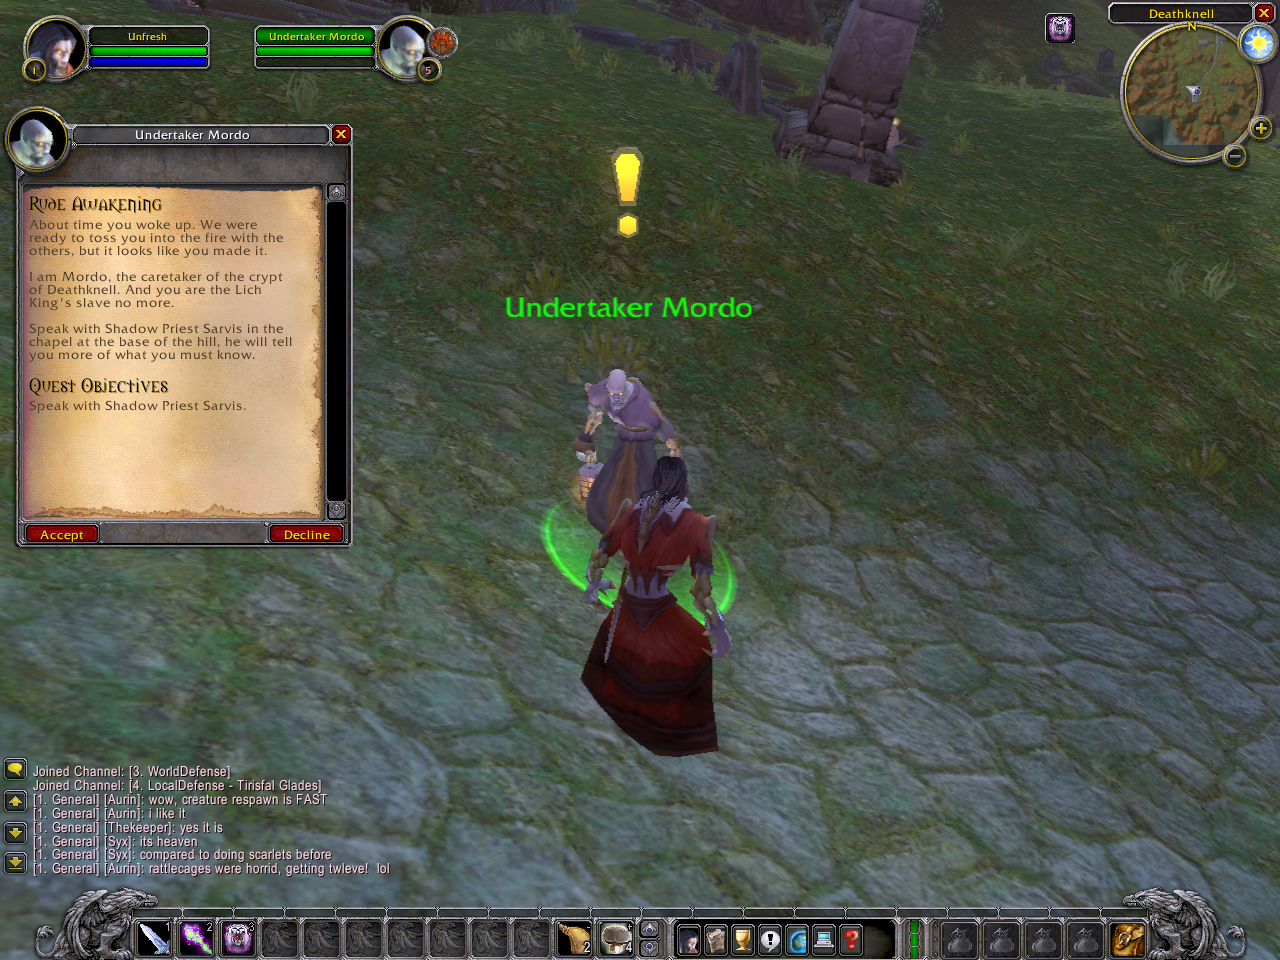 Unfresh
1
Undertaker Mordo
5
Deathknell
N
Undertaker Mordo
Rude Awakening
About time you woke up. We were
ready to toss you into the fire with the
others, but it looks like you made it.
I am Mordo, the caretaker of the crypt
of Deathknell. And you are the Lich
King's slave no more.
Speak with Shadow Priest Sarvis in the
chapel at the base of the hill, he will tell
you more of what you must know.
Quest Objectives
Speak with Shadow Priest Sarvis.
Accept
Decline
Undertaker Mordo
Joined Channel: [3. WorldDefense]
Joined Channel: [4. LocalDefense - Tirisfal Glades]
[1. General] [Aurin]: wow, creature respawn is FAST
[1. General] [Aurin]: i like it
[1. General] [Thekeeper]: yes it is
[1. General] [Syx]: its heaven
[1. General] [Syx]: compared to doing scarlets before
[1. General] [Aurin]: rattlecages were horrid, getting twleve!  lol
2
3
2
4